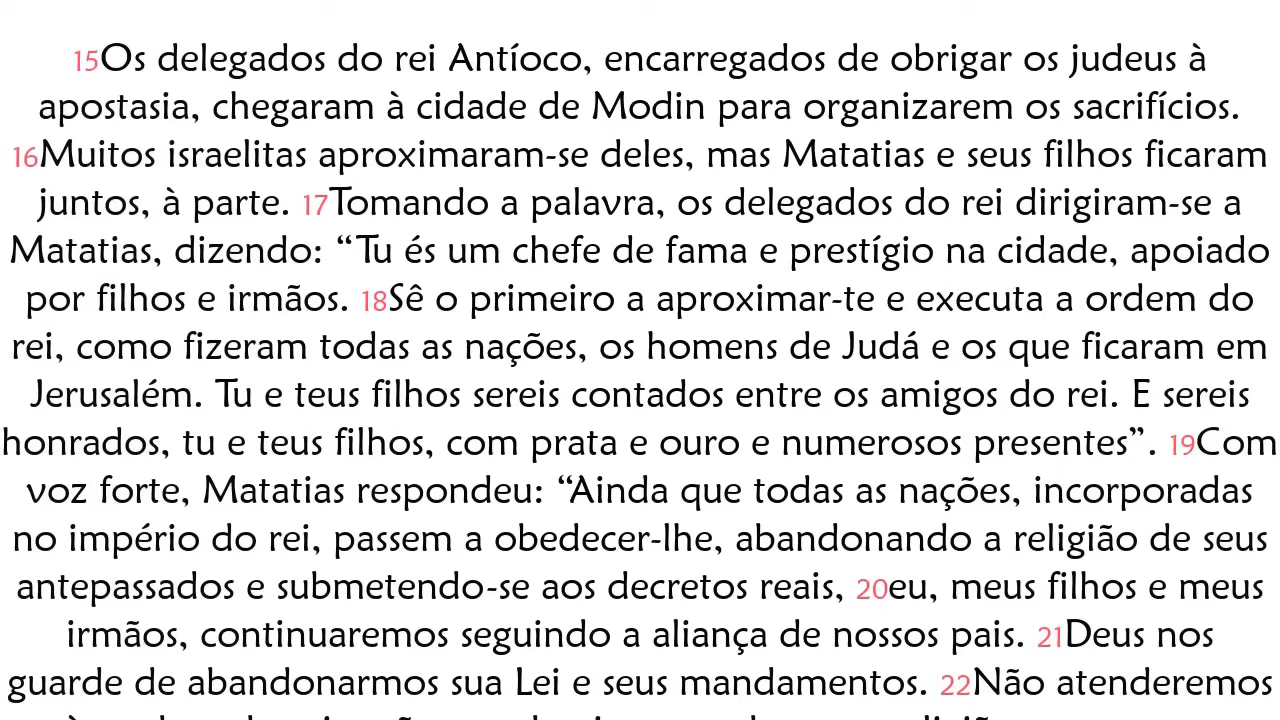 15Os delegados do rei Antíoco, encarregados de obrigar os judeus à
apostasia, chegaram à cidade de Modin para organizarem os sacrifícios.
16Muitos israelitas aproximaram-se deles, mas Matatias e seus filhos ficaram
juntos, à parte. 17Tomando a palavra, os delegados do rei dirigiram-se a
Matatias, dizendo: “Tu és um chefe de fama e prestígio na cidade, apoiado
por filhos e irmãos. 18Sê o primeiro a aproximar-te e executa a ordem do
rei, como fizeram todas as nações, os homens de Judá e os que ficaram em
Jerusalém. Tu e teus filhos sereis contados entre os amigos do rei. E sereis
honrados, tu e teus filhos, com prata e ouro e numerosos presentes”. 19Com
voz forte, Matatias respondeu: “Ainda que todas as nações, incorporadas
no império do rei, passem a obedecer-lhe, abandonando a religião de seus
antepassados e submetendo-se aos decretos reais, 20eu, meus filhos e meus
irmãos, continuaremos seguindo a aliança de nossos pais. 21Deus nos
guarde de abandonarmos sua Lei e seus mandamentos. 22Não atenderemos